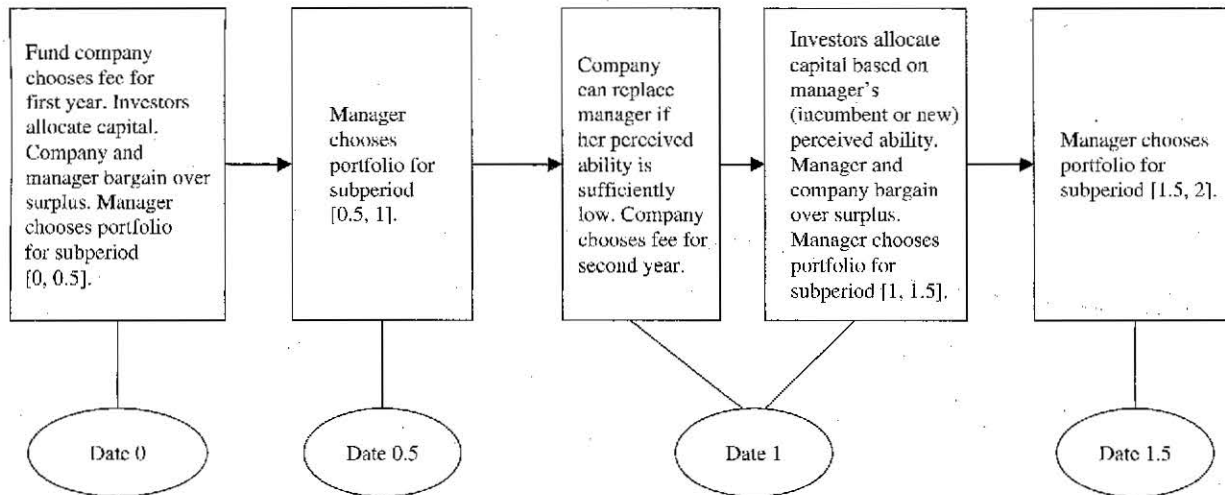 Fund company
chooses fee for
first year. Investors
allocate capital.
Company and
manager bargain over
surplus. Manager
chooses portfolio
for subperiod
[0, 0.5].
Manager
chooses
portfolio for
subperiod
[0.5, 1].
Company
can replace
manager if
her perceived
ability is
sufficiently
low. Company
chooses fee for
second year.
Investors allocate
capital based on
manager's
(incumbent or new)
perceived ability.
Manager and
company bargain
over surplus.
Manager chooses
portfolio for
subperiod [1, 1.5].
Manager chooses
portfolio for
subperiod [1.5, 2].
Date 0
Date 0.5
Date 1
Date 1.5